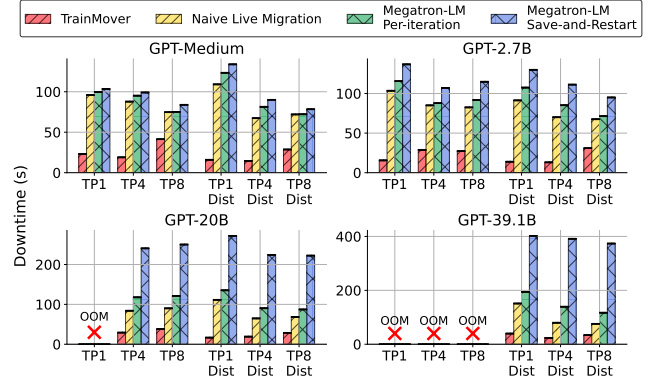 TrainMover
Naive Live Migration
Megatron-LM
Per-iteration
Megatron-LM
Save-and-Restart
Downtime (s)
GPT-Medium
100
50
0
TP1 TP4 TP8 TP1 TP4 TP8
Dist Dist Dist
GPT-2.7B
100
50
0
TP1 TP4 TP8 TP1 TP4 TP8
Dist Dist Dist
GPT-20B
200
100
0
OOM
TP1 TP4 TP8 TP1 TP4 TP8
Dist Dist Dist
GPT-39.1B
400
200
0
OOM OOM OOM
TP1 TP4 TP8 TP1 TP4 TP8
Dist Dist Dist